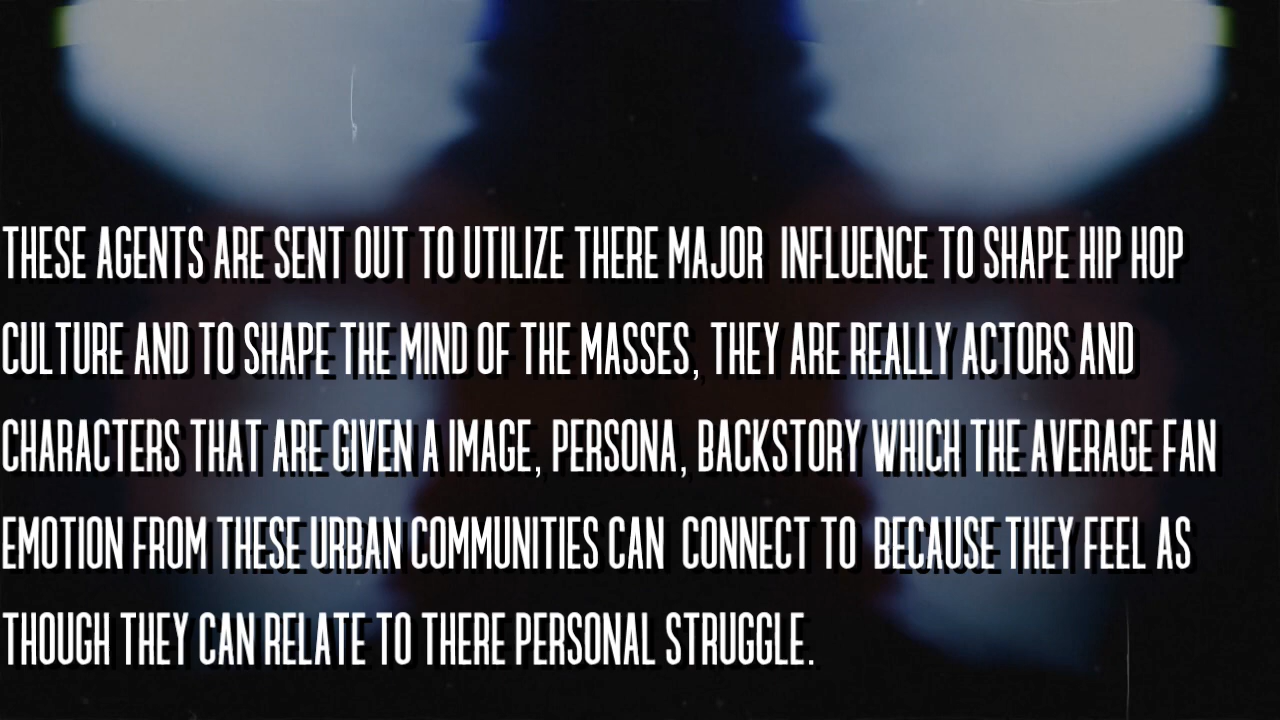 THESE AGENTS ARE SENT OUT TO UTILIZE THERE MAJOR INFLUENCE TO SHAPE HIP HOP
CULTURE AND TO SHAPE THE MIND OF THE MASSES, THEY ARE REALLY ACTORS AND
CHARACTERS THAT ARE GIVEN A IMAGE, PERSONA, BACKSTORY WHICH THE AVERAGE FAN
EMOTION FROM THESE URBAN COMMUNITIES CAN CONNECT TO BECAUSE THEY FEEL AS
THOUGH THEY CAN RELATE TO THERE PERSONAL STRUGGLE.